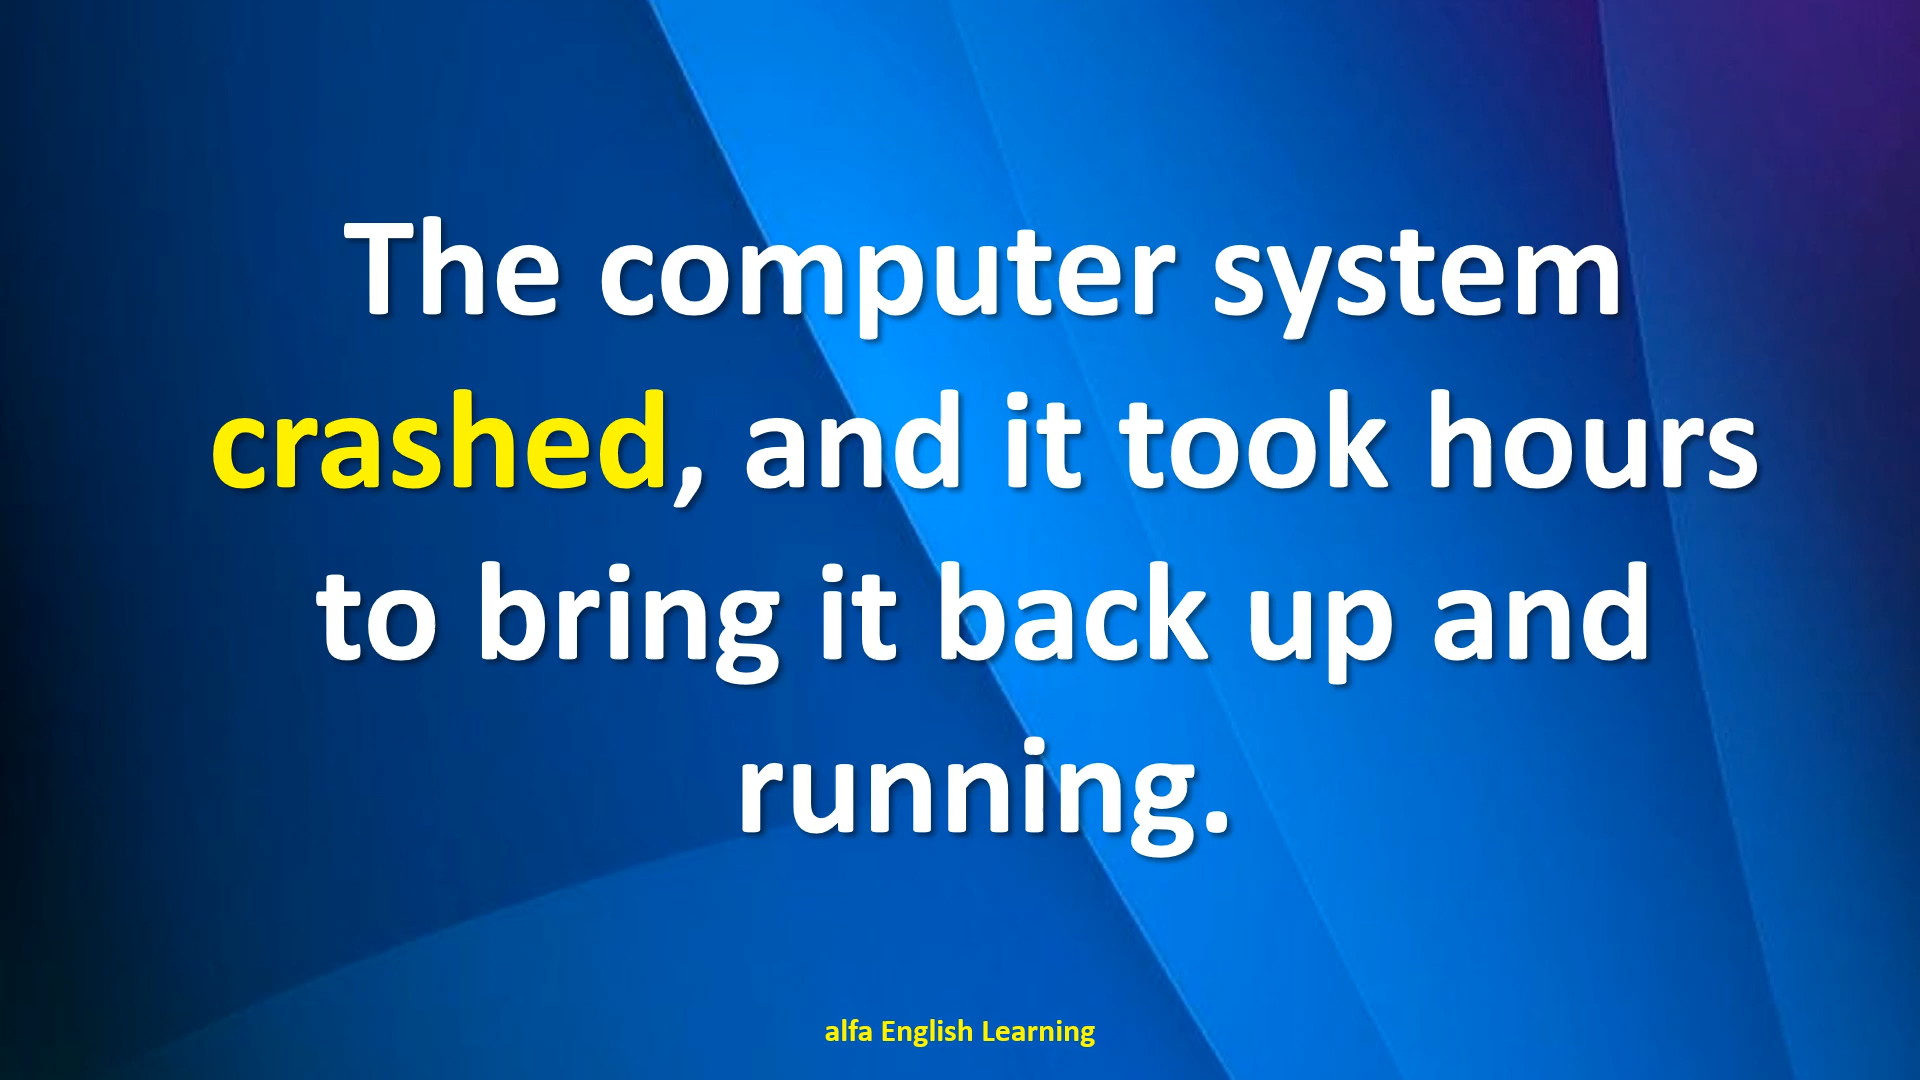 The computer system
crashed, and it took hours
to bring it back up and
running.
alfa English Learning